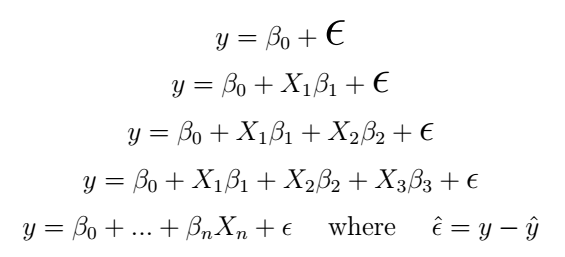 y = β₀ + ϵ
y = β₀ + X₁β₁ + ϵ
y = β₀ + X₁β₁ + X₂β₂ + ϵ
y = β₀ + X₁β₁ + X₂β₂ + X₃β₃ + ϵ
y = β₀ + ... + βₙXₙ + ϵ where ϵ̂ = y − ŷ